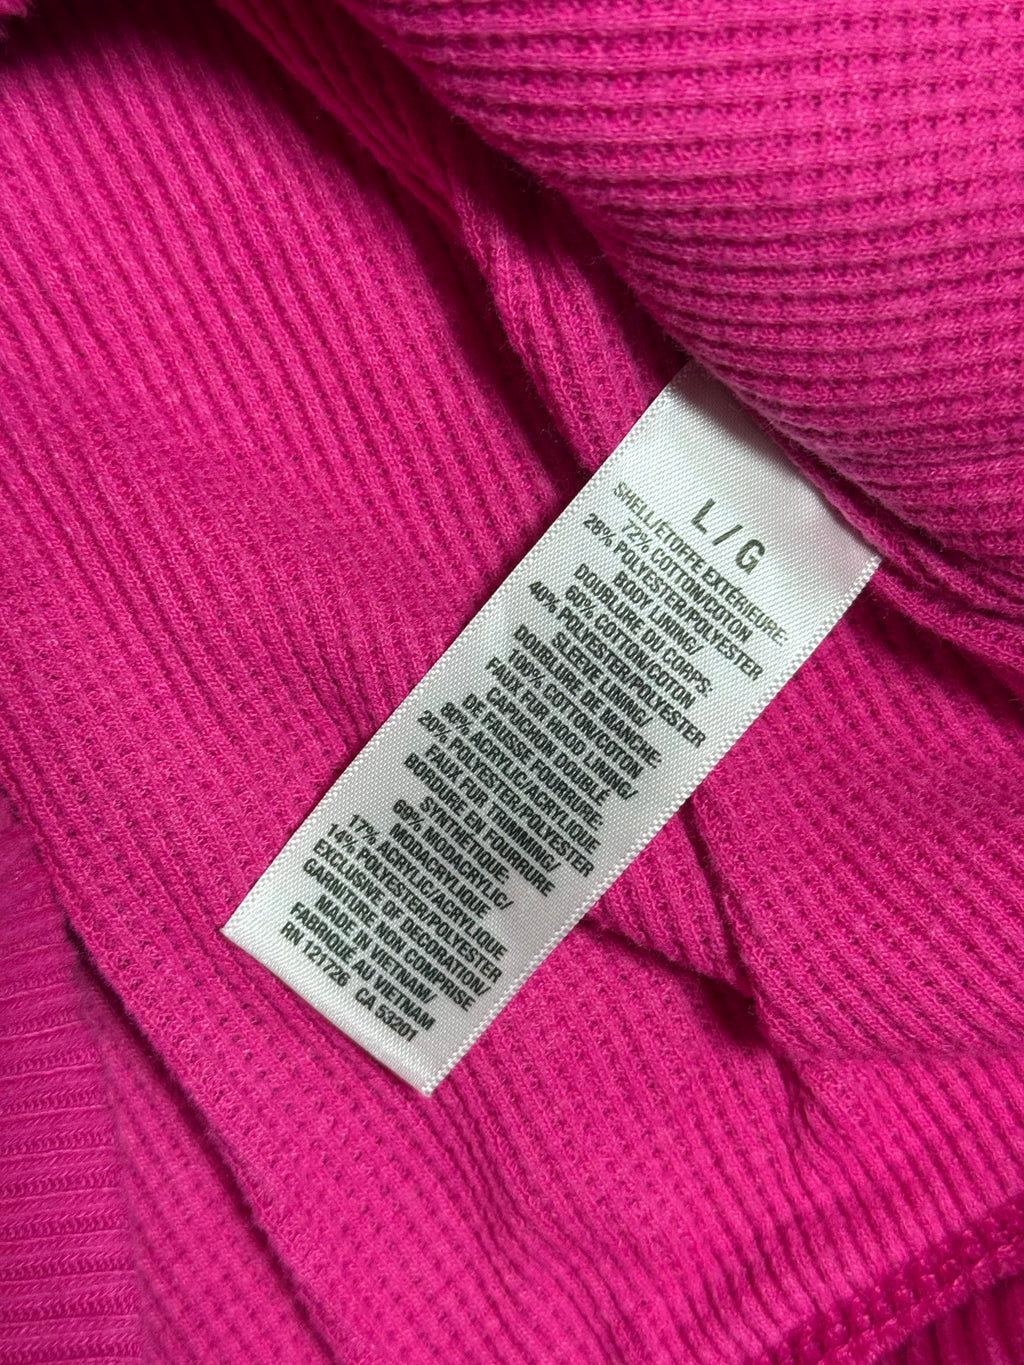 L / G
SHELL/ÉTOFFE EXTÉRIEURE:
72% COTTON/COTON
28% POLYESTER/POLYESTER
BODY LINING/
DOUBLURE DU CORPS:
60% COTTON/COTON
40% POLYESTER/POLYESTER
SLEEVE LINING/
DOUBLURE DE MANCHE:
100% COTTON/COTON
FAUX FUR HOOD LINING/
CAPUCHON DOUBLE
DE FAUSSE FOURRURE:
80% ACRYLIC/ACRYLIQUE
20% POLYESTER/POLYESTER
FAUX FUR TRIMMING/
BORDURE EN FOURRURE
SYNTHÉTIQUE:
69% MODACRYLIC/
MODACRYLIQUE
17% ACRYLIC/ACRYLIQUE
14% POLYESTER/POLYESTER
EXCLUSIVE OF DECORATION/
GARNITURE NON COMPRISE
MADE IN VIETNAM/
FABRIQUÉ AU VIETNAM
RN 121726 CA 53201